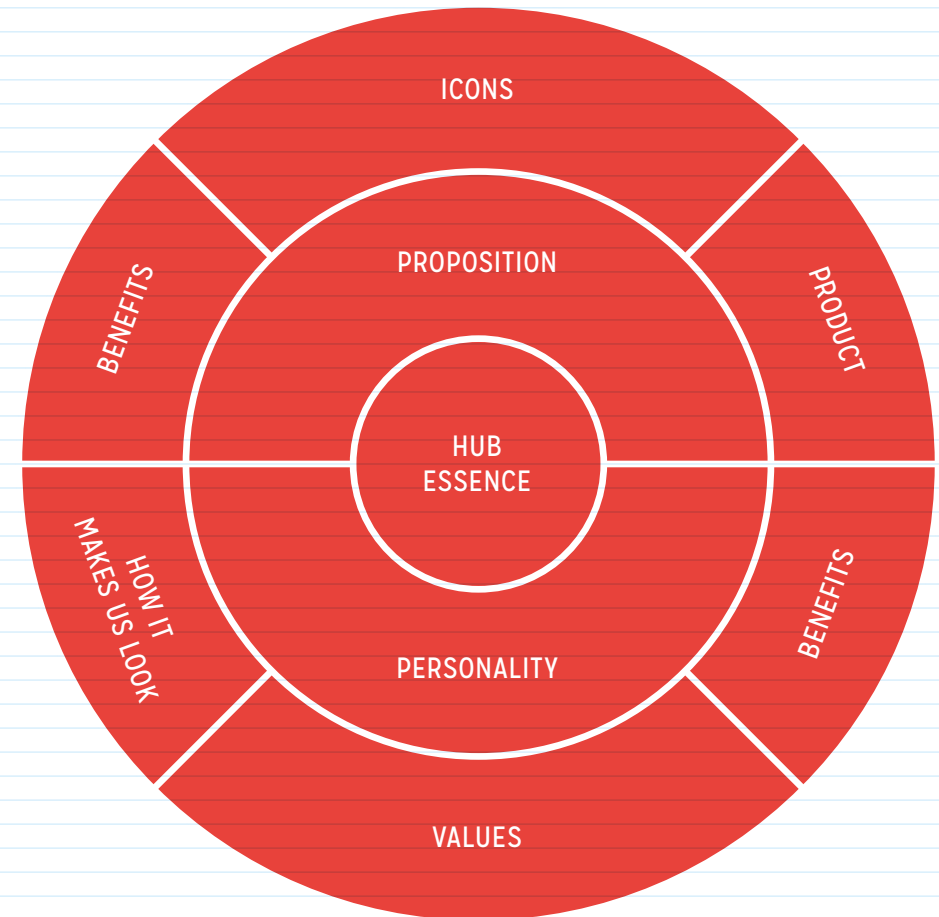 ICONS
PROPOSITION
BENEFITS
PRODUCT
HUB
ESSENCE
HOW IT
MAKES US LOOK
BENEFITS
PERSONALITY
VALUES